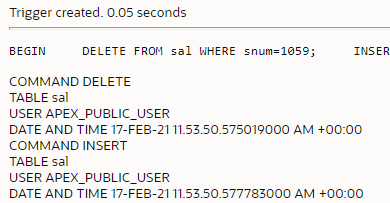 Trigger created. 0.05 seconds
BEGIN DELETE FROM sal WHERE snum=1059; INSER
COMMAND DELETE
TABLE sal
USER APEX_PUBLIC_USER
DATE AND TIME 17-FEB-21 11.53.50.575019000 AM +00:00
COMMAND INSERT
TABLE sal
USER APEX_PUBLIC_USER
DATE AND TIME 17-FEB-21 11.53.50.577783000 AM +00:00